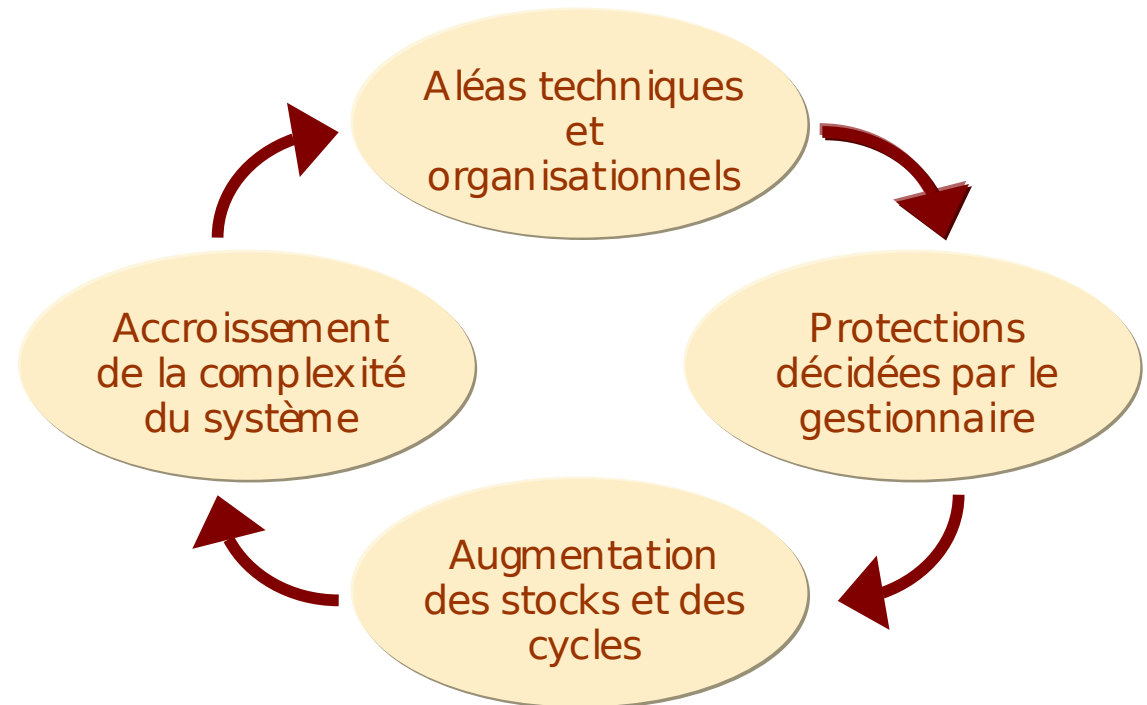 Aléas techniques
et
organisationnels
Protections
décidées par le
gestionnaire
Augmentation
des stocks et des
cycles
Accroissement
de la complexité
du système